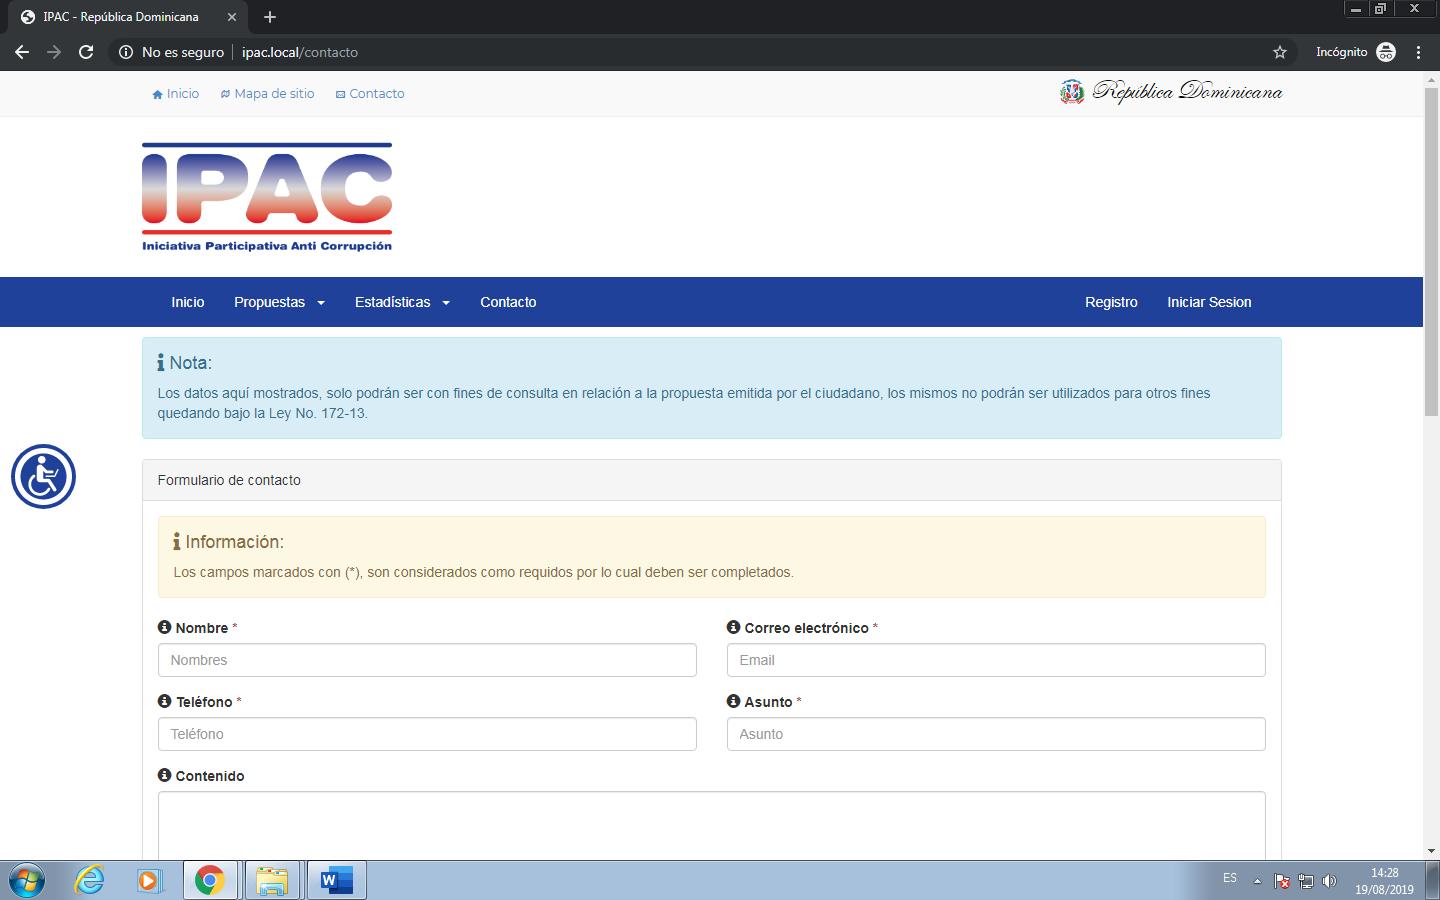 IPAC - República Dominicana
No es seguro ipac.local/contacto
Incógnito
Inicio Mapa de sitio Contacto
República Dominicana
IPAC
Iniciativa Participativa Anti Corrupción
Inicio Propuestas Estadísticas Contacto Registro Iniciar Sesion
Nota:
Los datos aquí mostrados, solo podrán ser con fines de consulta en relación a la propuesta emitida por el ciudadano, los mismos no podrán ser utilizados para otros fines
quedando bajo la Ley No. 172-13.
Formulario de contacto
Información:
Los campos marcados con (*), son considerados como requidos por lo cual deben ser completados.
Nombre * Correo electrónico *
Nombres Email
Teléfono * Asunto *
Teléfono Asunto
Contenido
ES
14:28
19/08/2019